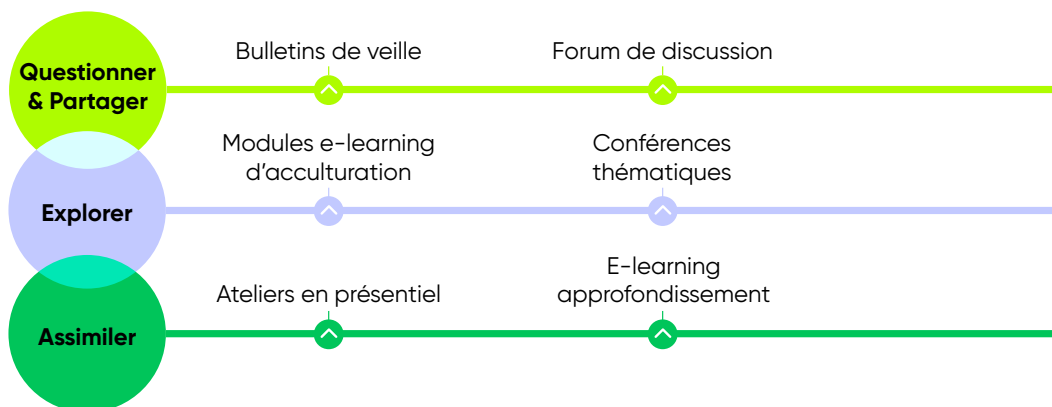 Questionner
& Partager
Bulletins de veille
Forum de discussion
Explorer
Modules e-learning
d’acculturation
Conférences
thématiques
Assimiler
Ateliers en présentiel
E-learning
approfondissement